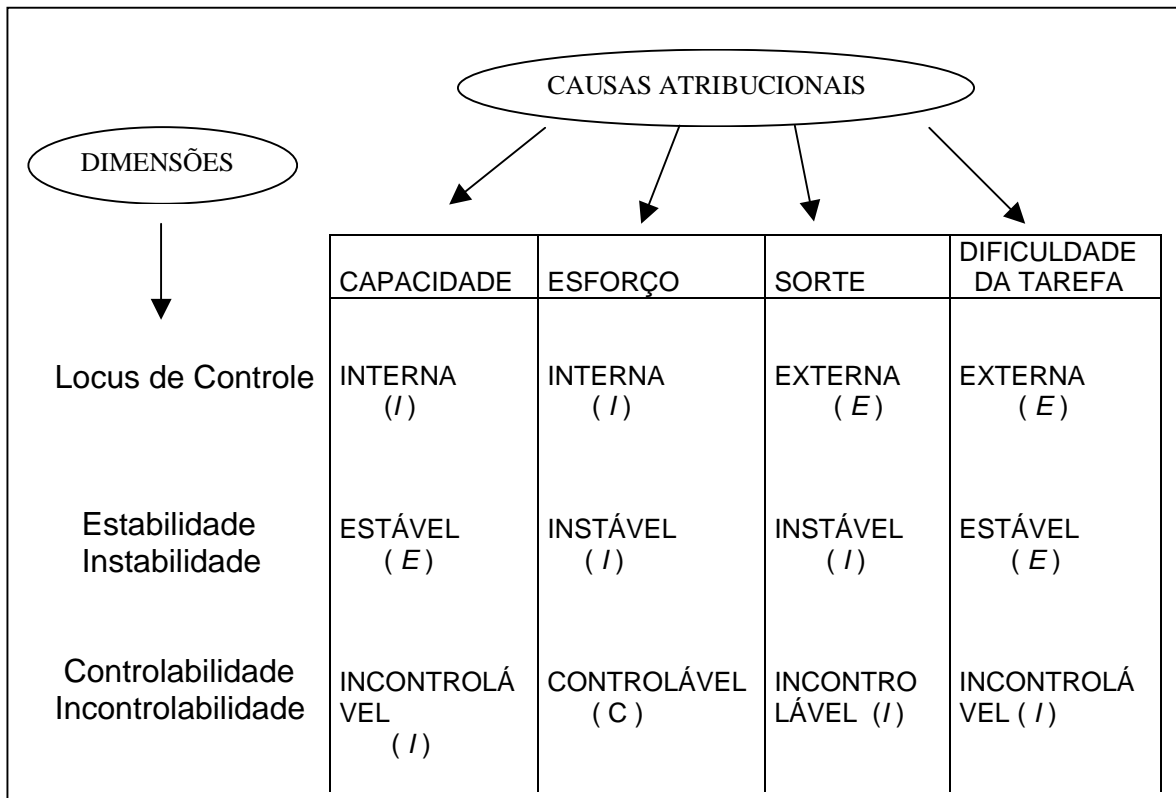 CAUSAS ATRIBUCIONAIS
DIMENSÕES
CAPACIDADE ESFORÇO SORTE DIFICULDADE
DA TAREFA
Locus de Controle INTERNA INTERNA EXTERNA EXTERNA
(I) ( I ) ( E ) ( E )
Estabilidade ESTÁVEL INSTÁVEL INSTÁVEL ESTÁVEL
Instabilidade ( E ) ( I ) ( I ) ( E )
Controlabilidade INCONTROLÁ CONTROLÁVEL INCONTRO INCONTROLÁ
Incontrolabilidade VEL ( C ) LÁVEL (I) VEL ( I )
( I )